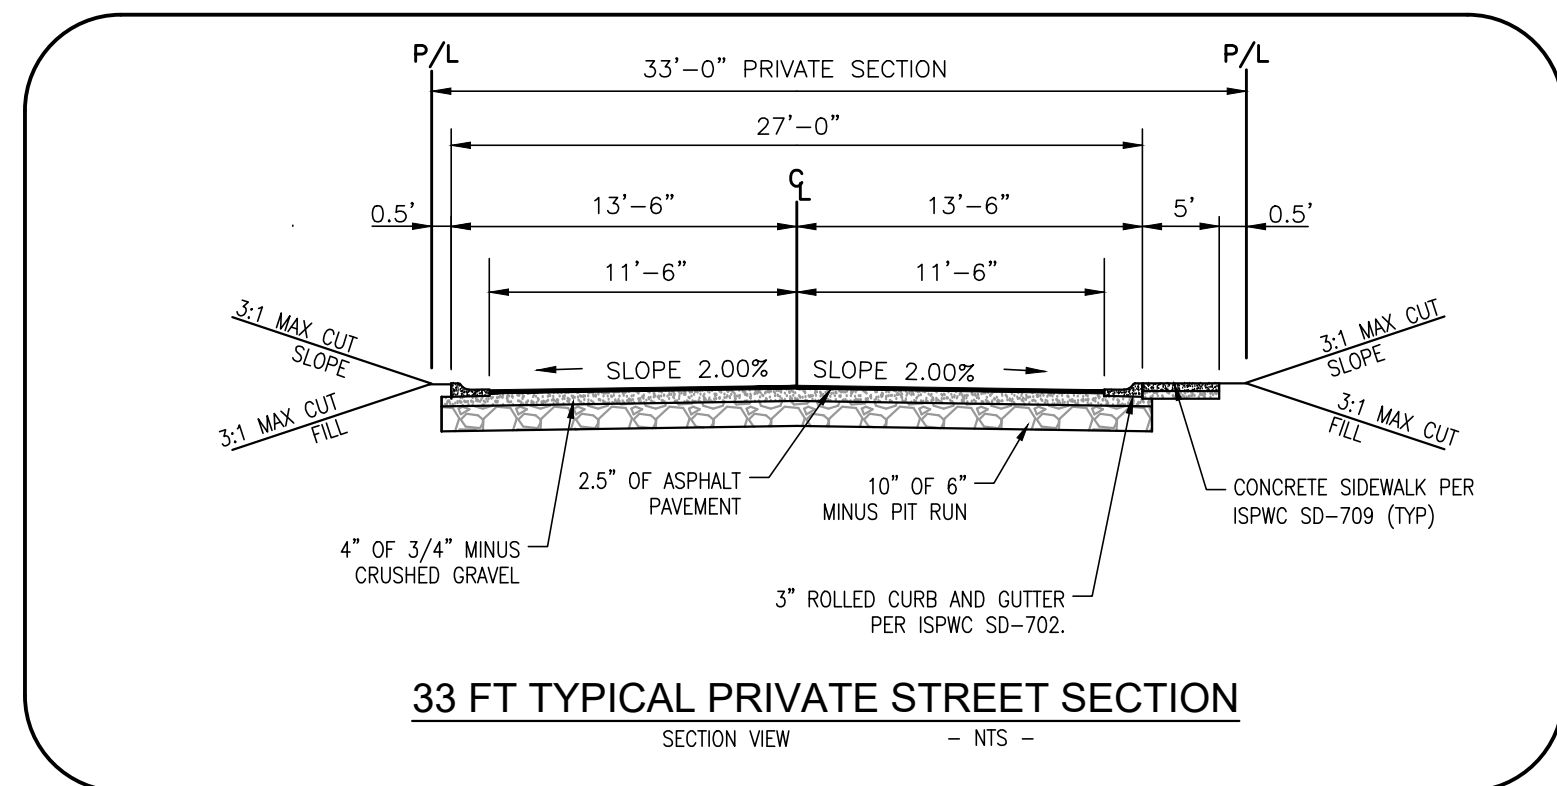 P/L
P/L
33'-0" PRIVATE SECTION
27'-0"
℄
0.5'
13'-6"
13'-6"
5'
0.5'
11'-6"
11'-6"
3:1 MAX CUT
SLOPE
3:1 MAX CUT
SLOPE
SLOPE 2.00%
SLOPE 2.00%
3:1 MAX CUT
FILL
3:1 MAX CUT
FILL
2.5" OF ASPHALT
PAVEMENT
10" OF 6"
MINUS PIT RUN
CONCRETE SIDEWALK PER
ISPWC SD-709 (TYP)
4" OF 3/4" MINUS
CRUSHED GRAVEL
3" ROLLED CURB AND GUTTER
PER ISPWC SD-702.
33 FT TYPICAL PRIVATE STREET SECTION
SECTION VIEW - NTS -